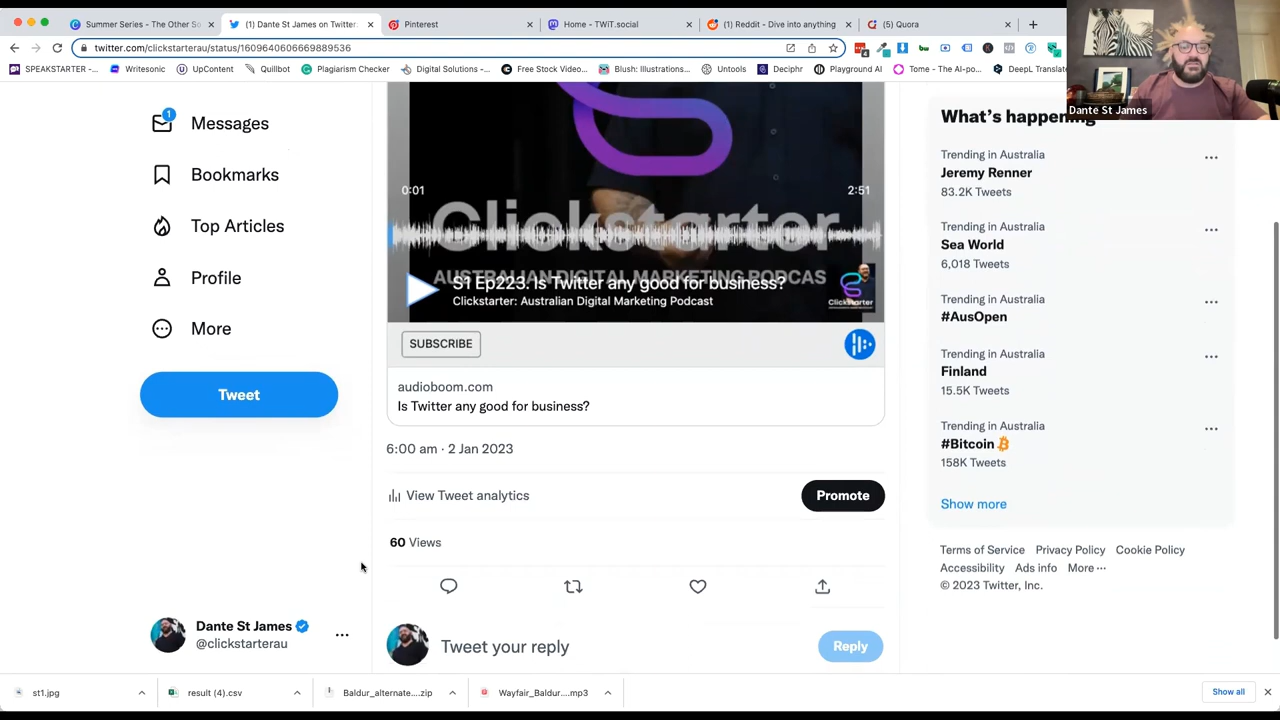 Summer Series - The Other So
(1) Dante St James on Twitter:
Pinterest
Home - TWiT.social
(1) Reddit - Dive into anything
(5) Quora
twitter.com/clickstarterau/status/1609640606669889536
SPEAKSTARTER -...
Writesonic
UpContent
Quillbot
Plagiarism Checker
Digital Solutions -...
Free Stock Video...
Blush: Illustrations...
Untools
Deciphr
Playground AI
Tome - The AI-po...
DeepL Translate
Dante St James
1
Messages
Bookmarks
Top Articles
Profile
More
Tweet
Dante St James
@clickstarterau
0:01
2:51
Clickstarter
AUSTRALIAN DIGITAL MARKETING PODCAS
S1 Ep223: Is Twitter any good for business?
Clickstarter: Australian Digital Marketing Podcast
Clickstarter
SUBSCRIBE
audioboom.com
Is Twitter any good for business?
6:00 am · 2 Jan 2023
View Tweet analytics
Promote
60 Views
Tweet your reply
Reply
What's happening
Trending in Australia
Jeremy Renner
83.2K Tweets
Trending in Australia
Sea World
6,018 Tweets
Trending in Australia
#AusOpen
Trending in Australia
Finland
15.5K Tweets
Trending in Australia
#Bitcoin
158K Tweets
Show more
Terms of Service Privacy Policy Cookie Policy
Accessibility Ads info More ···
© 2023 Twitter, Inc.
st1.jpg
result (4).csv
Baldur_alternate....zip
Wayfair_Baldur....mp3
Show all